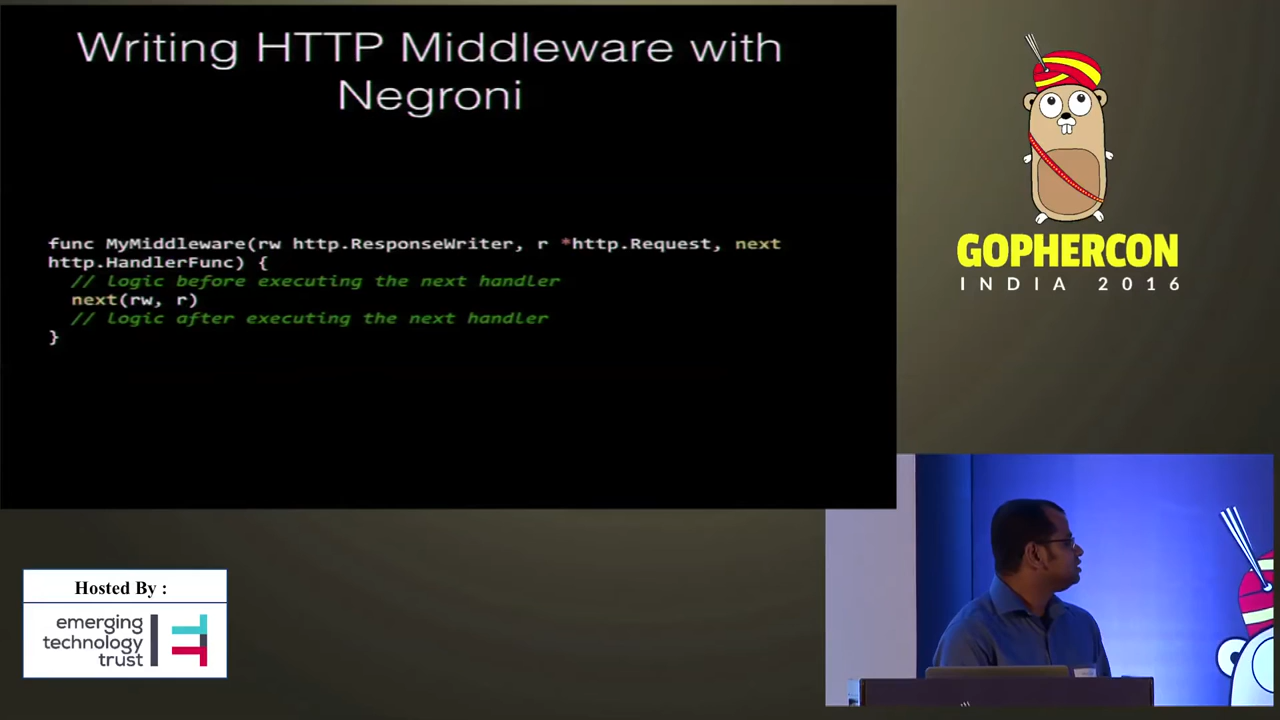 Writing HTTP Middleware with
Negroni
func MyMiddleware(rw http.ResponseWriter, r *http.Request, next
http.HandlerFunc) {
// Logic before executing the next handler
next(rw, r)
// Logic after executing the next handler
}
GOPHERCON
INDIA 2016
Hosted By :
emerging
technology
trust